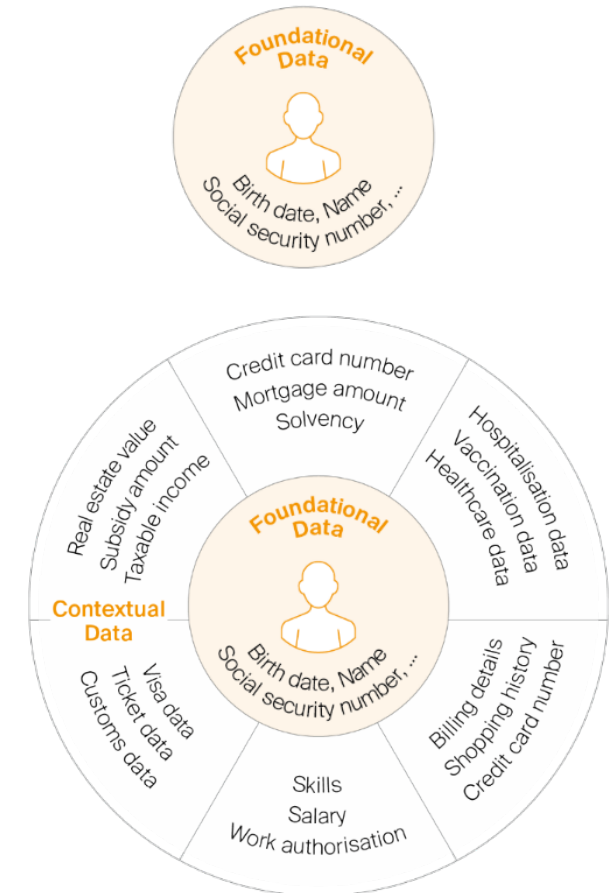 Foundational
Data
Birth date, Name
Social security number, ...
Credit card number
Mortgage amount
Solvency
Hospitalisation data
Vaccination data
Healthcare data
Billing details
Shopping history
Credit card number
Skills
Salary
Work authorisation
Visa data
Ticket data
Customs data
Contextual
Data
Real estate value
Subsidy amount
Taxable income
Foundational
Data
Birth date, Name
Social security number, ...